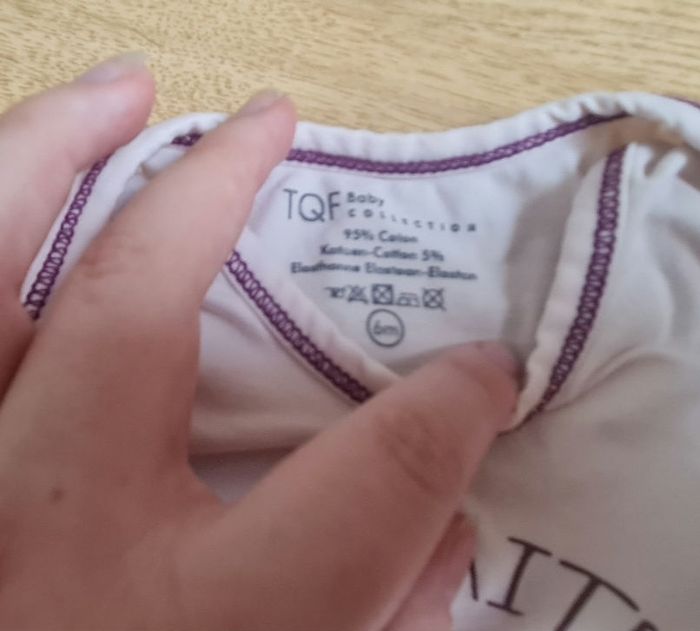 TQF Baby
COLLECTION
95% Coton
Katoen-Cotton 5%
Elasthanne Elastaan-Elastan
6m